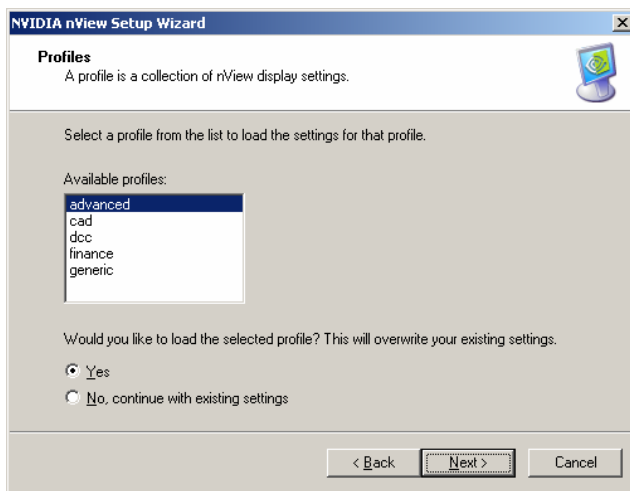 NVIDIA nView Setup Wizard
Profiles
A profile is a collection of nView display settings.
Select a profile from the list to load the settings for that profile.
Available profiles:
advanced
cad
dcc
finance
generic
Would you like to load the selected profile? This will overwrite your existing settings.
Yes
No, continue with existing settings
< Back
Next >
Cancel